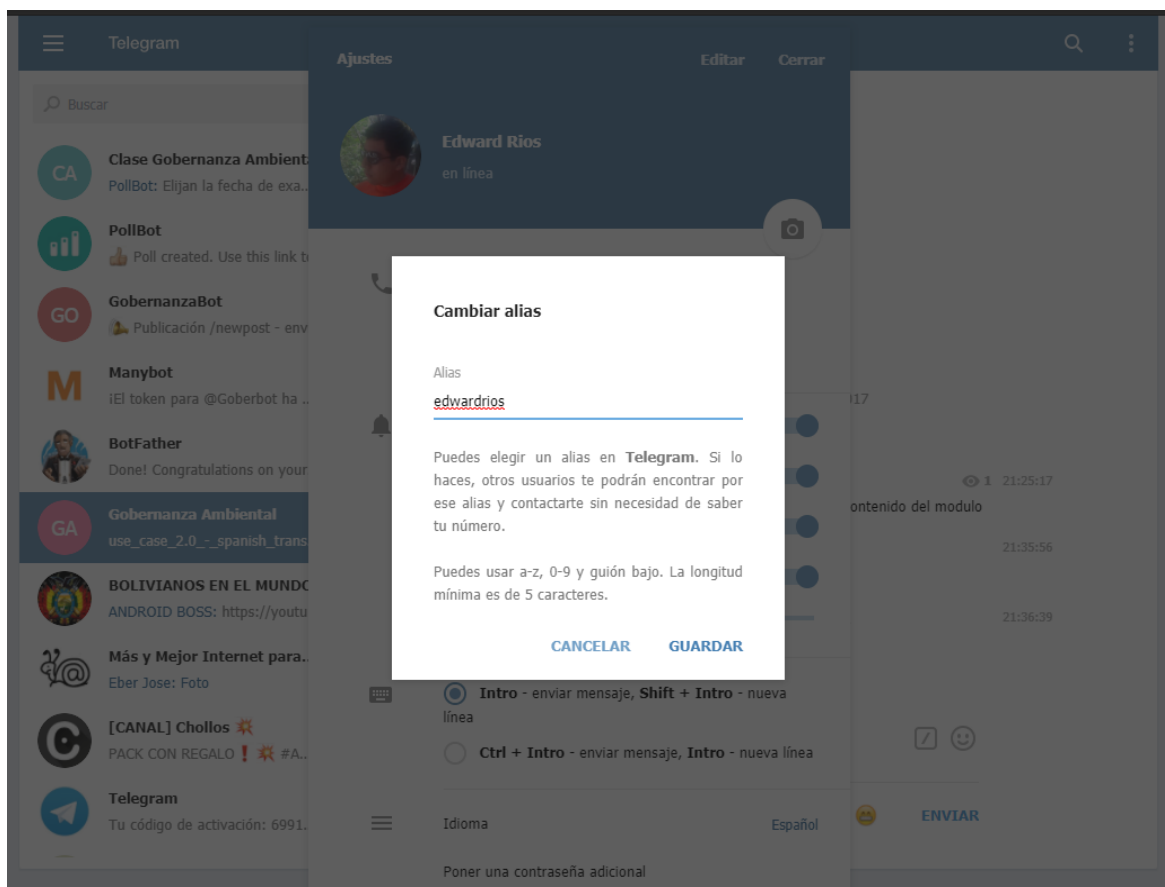 Telegram
Ajustes
Editar
Cerrar
Buscar
Edward Rios
en línea
CA
Clase Gobernanza Ambient
PollBot: Elijan la fecha de exa...
PollBot
Poll created. Use this link t
GO
GobernanzaBot
Publicación /newpost - env
M
Manybot
¡El token para @Goberbot ha ...
BotFather
Done! Congratulations on your
GA
Gobernanza Ambiental
use_case_2.0_-_spanish_trans
BOLIVIANOS EN EL MUNDO
ANDROID BOSS: https://youtu
Más y Mejor Internet para...
Eber Jose: Foto
[CANAL] Chollos
PACK CON REGALO❗ #A...
Telegram
Tu código de activación: 6991.
Cambiar alias
Alias
edwardrios
Puedes elegir un alias en Telegram. Si lo
haces, otros usuarios te podrán encontrar por
ese alias y contactarte sin necesidad de saber
tu número.
Puedes usar a-z, 0-9 y guión bajo. La longitud
mínima es de 5 caracteres.
CANCELAR
GUARDAR
Intro - enviar mensaje, Shift + Intro - nueva
línea
Ctrl + Intro - enviar mensaje, Intro - nueva línea
Idioma
Español
Poner una contraseña adicional
017
1 21:25:17
ontenido del modulo
21:35:56
21:36:39
ENVIAR